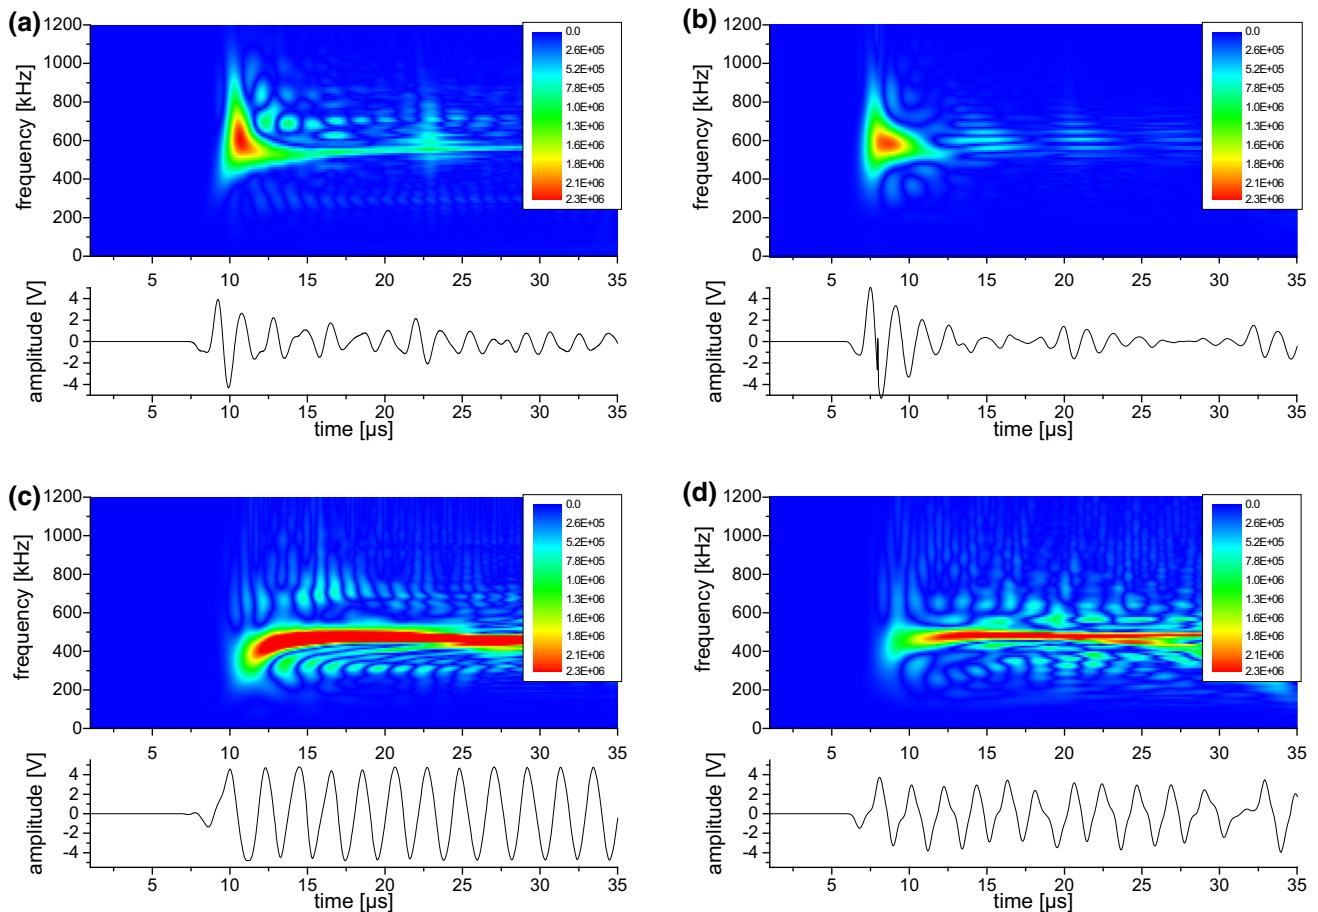 (a)
frequency [kHz]
1200
1000
800
600
400
200
0
0.0
2.6E+05
5.2E+05
7.8E+05
1.0E+06
1.3E+06
1.6E+06
1.8E+06
2.1E+06
2.3E+06
5 10 15 20 25 30 35
amplitude [V]
4
2
0
-2
-4
5 10 15 20 25 30 35
time [µs]
(b)
frequency [kHz]
1200
1000
800
600
400
200
0
0.0
2.6E+05
5.2E+05
7.8E+05
1.0E+06
1.3E+06
1.6E+06
1.8E+06
2.1E+06
2.3E+06
5 10 15 20 25 30 35
amplitude [V]
4
2
0
-2
-4
5 10 15 20 25 30 35
time [µs]
(c)
frequency [kHz]
1200
1000
800
600
400
200
0
0.0
2.6E+05
5.2E+05
7.8E+05
1.0E+06
1.3E+06
1.6E+06
1.8E+06
2.1E+06
2.3E+06
5 10 15 20 25 30 35
amplitude [V]
4
2
0
-2
-4
5 10 15 20 25 30 35
time [µs]
(d)
frequency [kHz]
1200
1000
800
600
400
200
0
0.0
2.6E+05
5.2E+05
7.8E+05
1.0E+06
1.3E+06
1.6E+06
1.8E+06
2.1E+06
2.3E+06
5 10 15 20 25 30 35
amplitude [V]
4
2
0
-2
-4
5 10 15 20 25 30 35
time [µs]